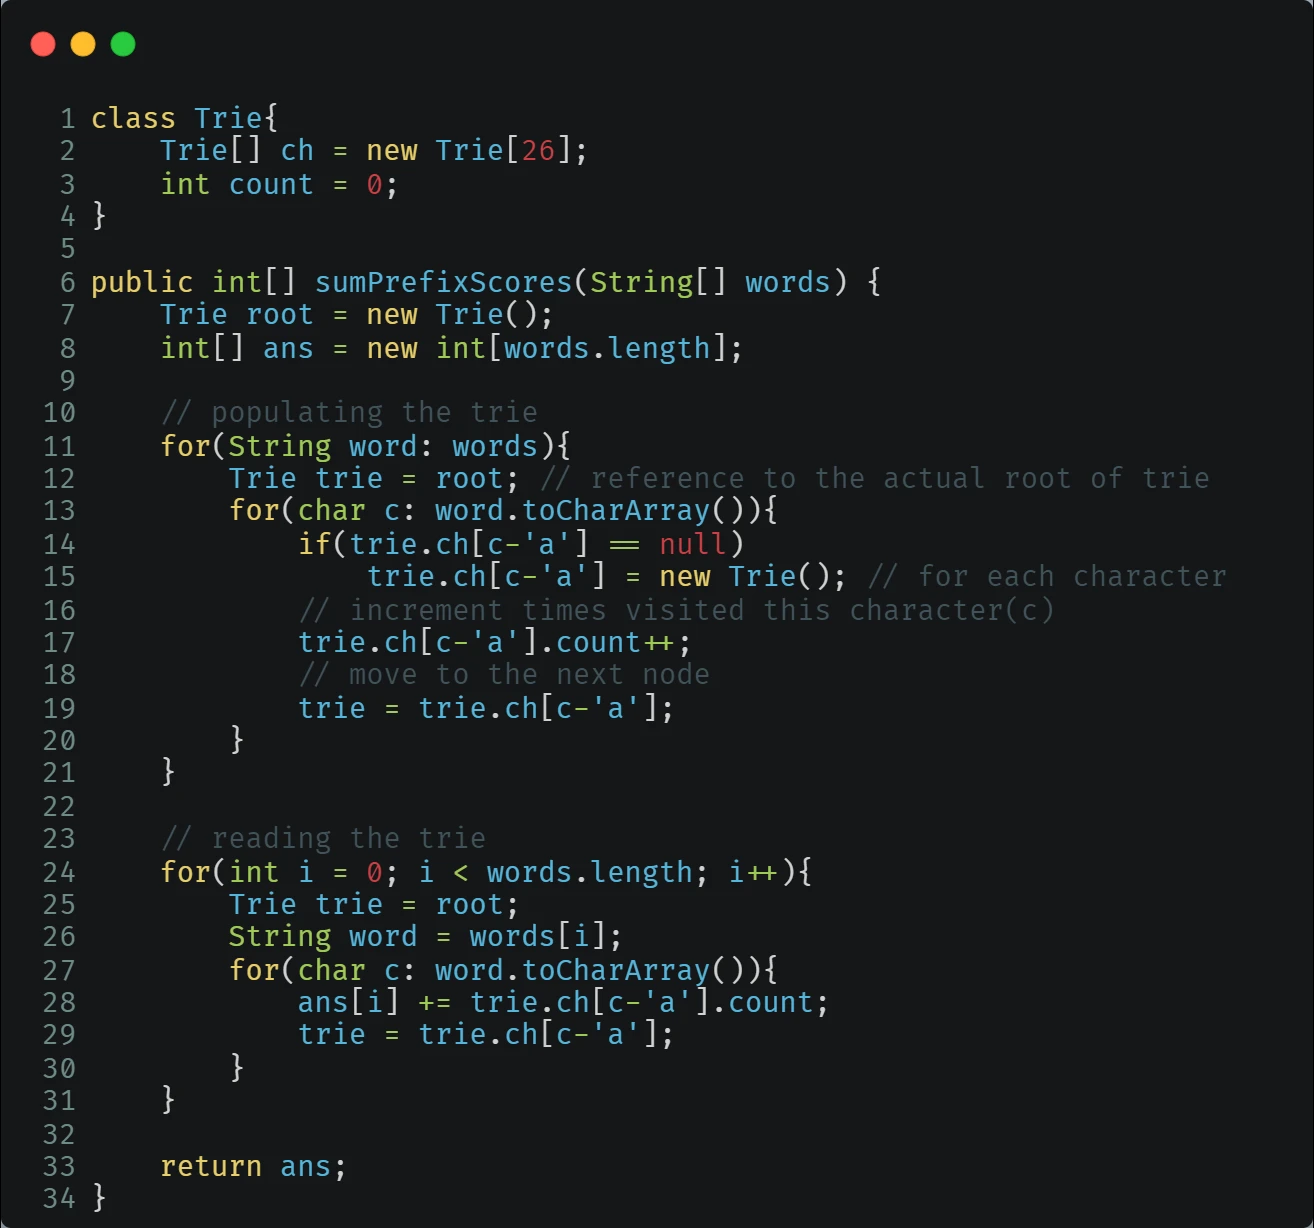 1 class Trie{
2     Trie[] ch = new Trie[26];
3     int count = 0;
4 }
5
6 public int[] sumPrefixScores(String[] words) {
7     Trie root = new Trie();
8     int[] ans = new int[words.length];
9
10     // populating the trie
11     for(String word: words){
12         Trie trie = root; // reference to the actual root of trie
13         for(char c: word.toCharArray()){
14             if(trie.ch[c-'a'] == null)
15                 trie.ch[c-'a'] = new Trie(); // for each character
16             // increment times visited this character(c)
17             trie.ch[c-'a'].count++;
18             // move to the next node
19             trie = trie.ch[c-'a'];
20         }
21     }
22
23     // reading the trie
24     for(int i = 0; i < words.length; i++){
25         Trie trie = root;
26         String word = words[i];
27         for(char c: word.toCharArray()){
28             ans[i] += trie.ch[c-'a'].count;
29             trie = trie.ch[c-'a'];
30         }
31     }
32
33     return ans;
34 }